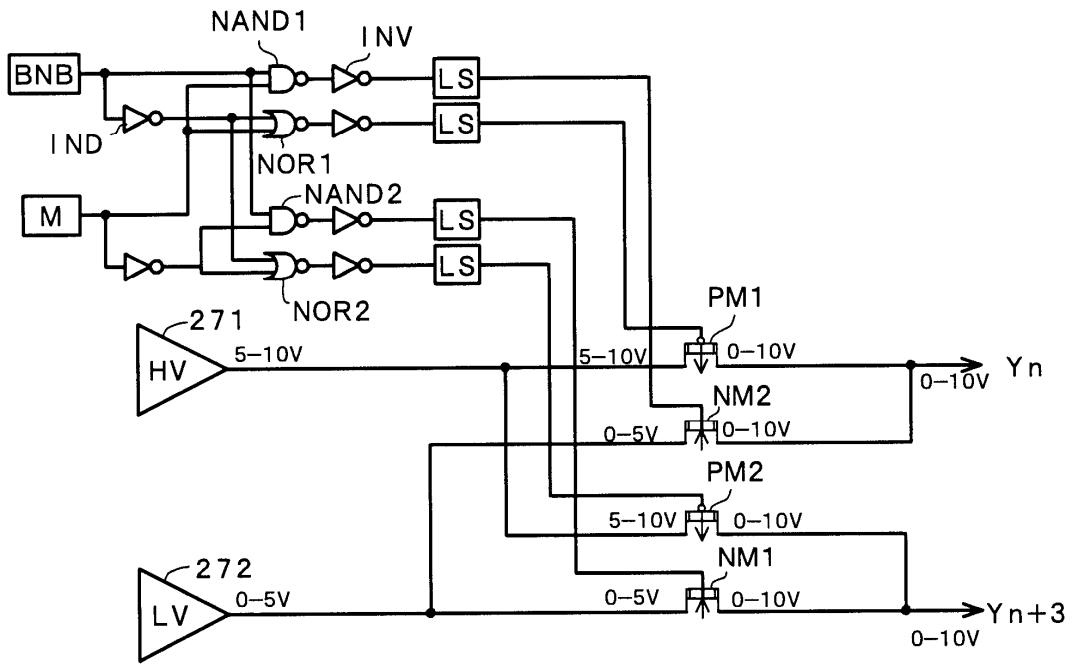 NAND1
INV
BNB
LS
IND
LS
NOR1
NAND2
M
LS
LS
NOR2
PM1
271
HV
5-10V
5-10V
0-10V
0-10V
Yn
NM2
0-5V
0-10V
PM2
5-10V
0-10V
272
LV
0-5V
NM1
0-5V
0-10V
Yn+3
0-10V